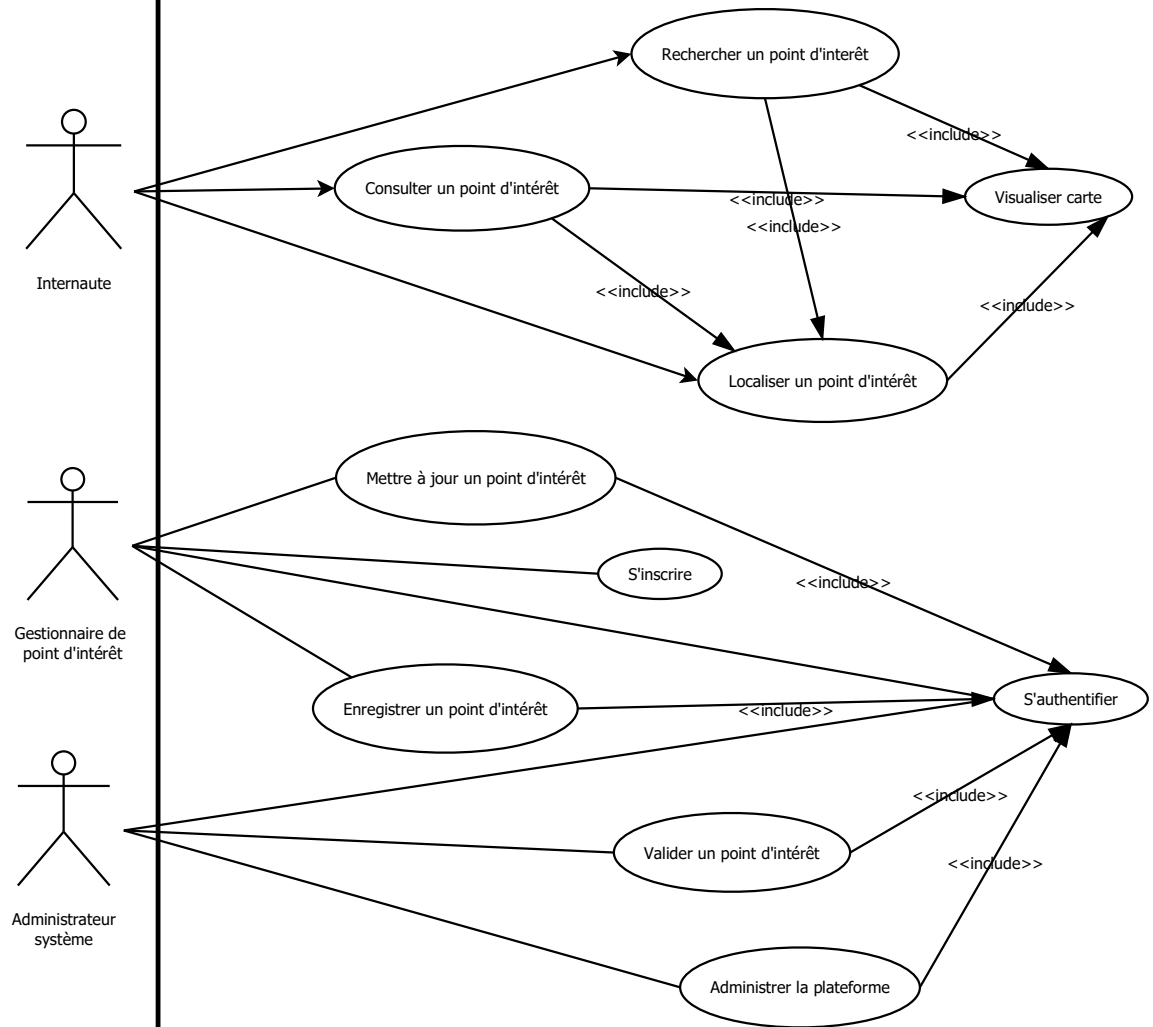 Rechercher un point d'interêt
<<include>>
Consulter un point d'intérêt
Visualiser carte
<<include>>
<<include>>
Internaute
<<include>>
<<include>>
Localiser un point d'intérêt
Mettre à jour un point d'intérêt
S'inscrire
<<include>>
Gestionnaire de
point d'intérêt
S'authentifier
Enregistrer un point d'intérêt
<<include>>
<<include>>
Valider un point d'intérêt
<<include>>
Administrateur
système
Administrer la plateforme